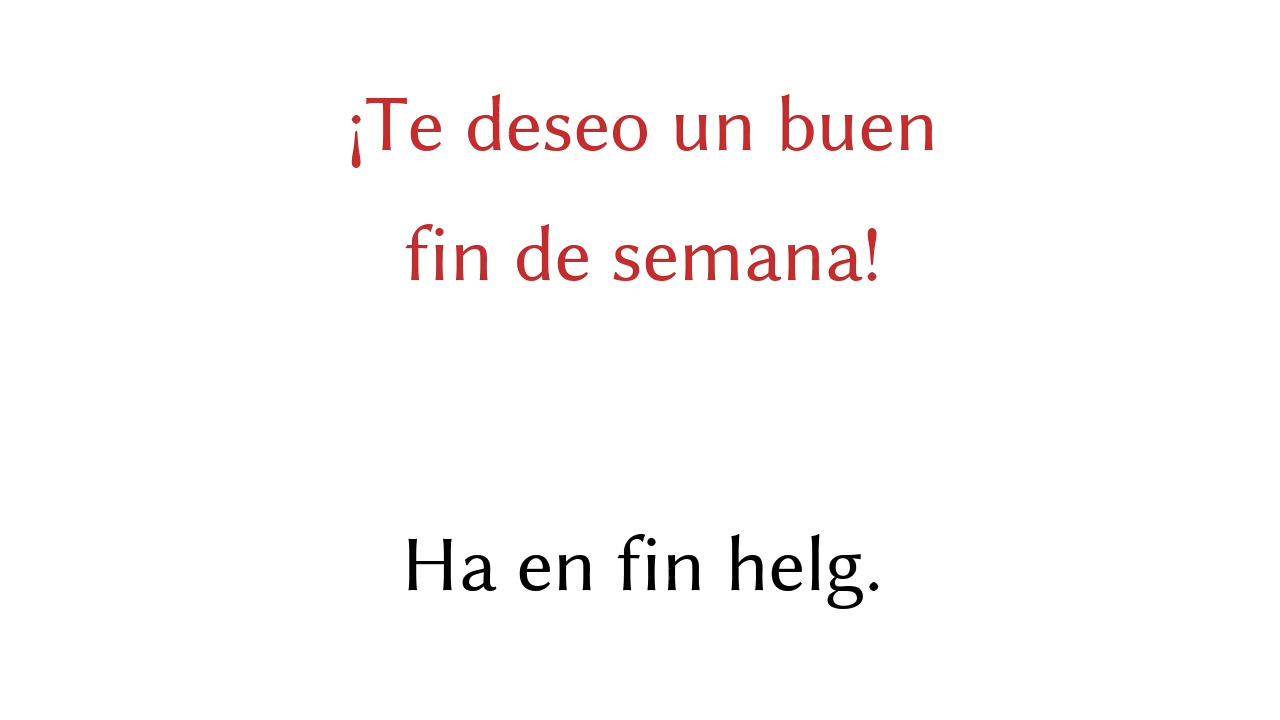 ¡Te deseo un buen
fin de semana!
Ha en fin helg.